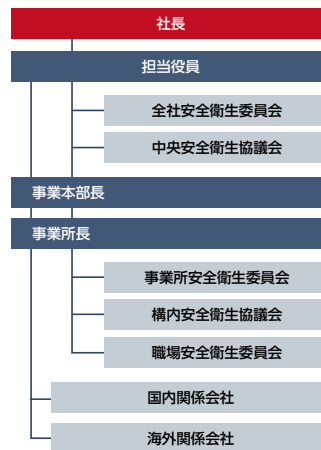 社長
担当役員
全社安全衛生委員会
中央安全衛生協議会
事業本部長
事業所長
事業所安全衛生委員会
構内安全衛生協議会
職場安全衛生委員会
国内関係会社
海外関係会社